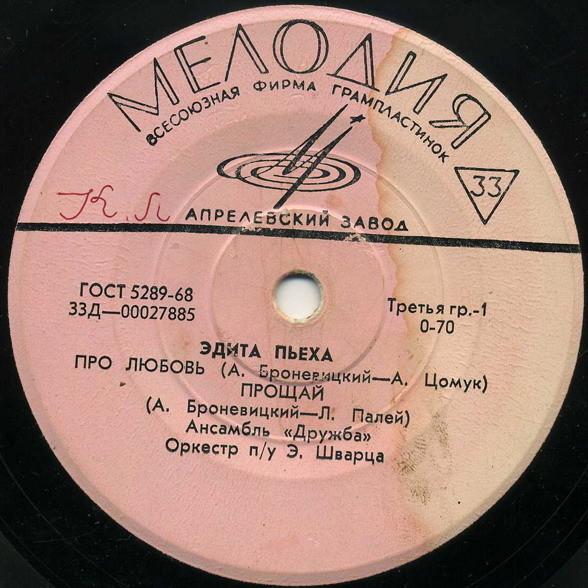 МЕЛОДИЯ
ВСЕСОЮЗНАЯ ФИРМА ГРАМПЛАСТИНОК
33
К.Л
АПРЕЛЕВСКИЙ ЗАВОД
ГОСТ 5289-68
33Д—00027885
Третья гр.-1
0-70
ЭДИТА ПЬЕХА
ПРО ЛЮБОВЬ (А. Броневицкий—А. Цомук)
ПРОЩАЙ
(А. Броневицкий—Л. Палей)
Ансамбль «Дружба»
Оркестр п/у Э. Шварца